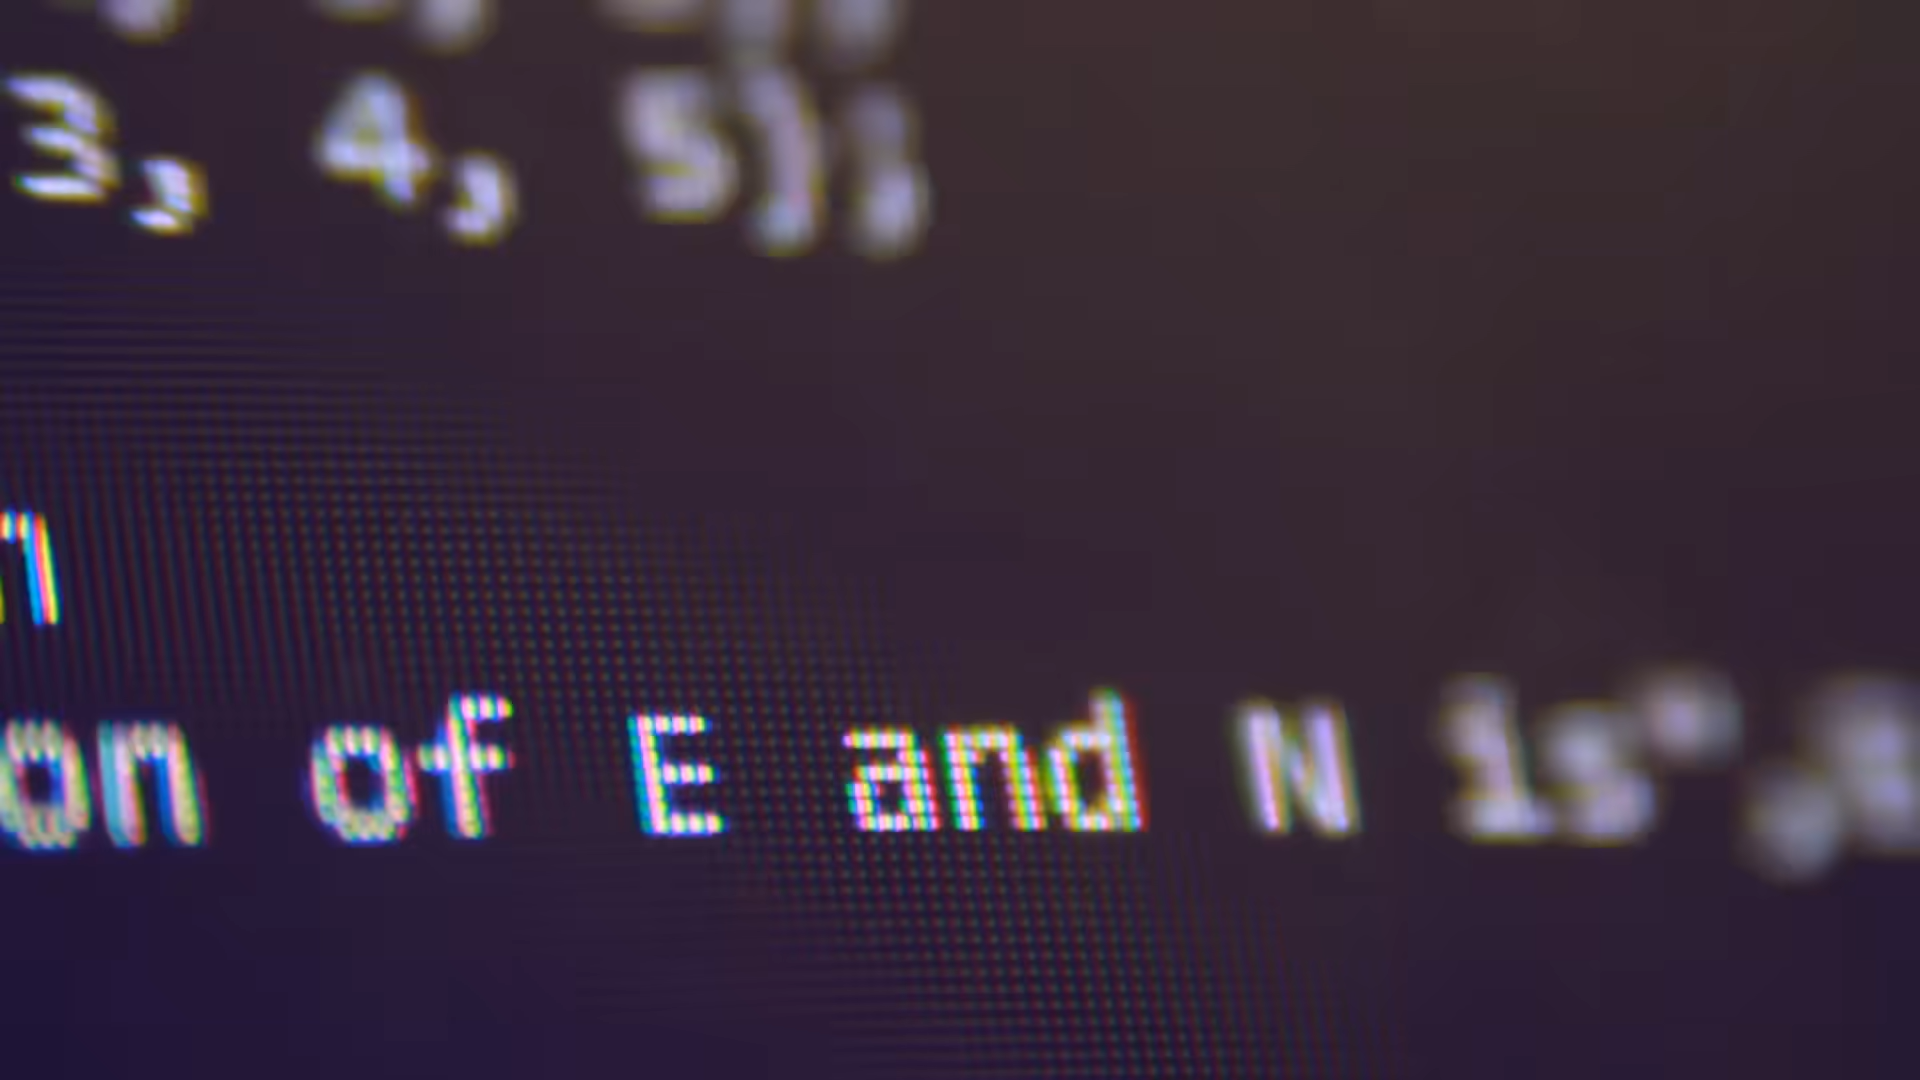 3, 4, 5);
n
on of E and N is",